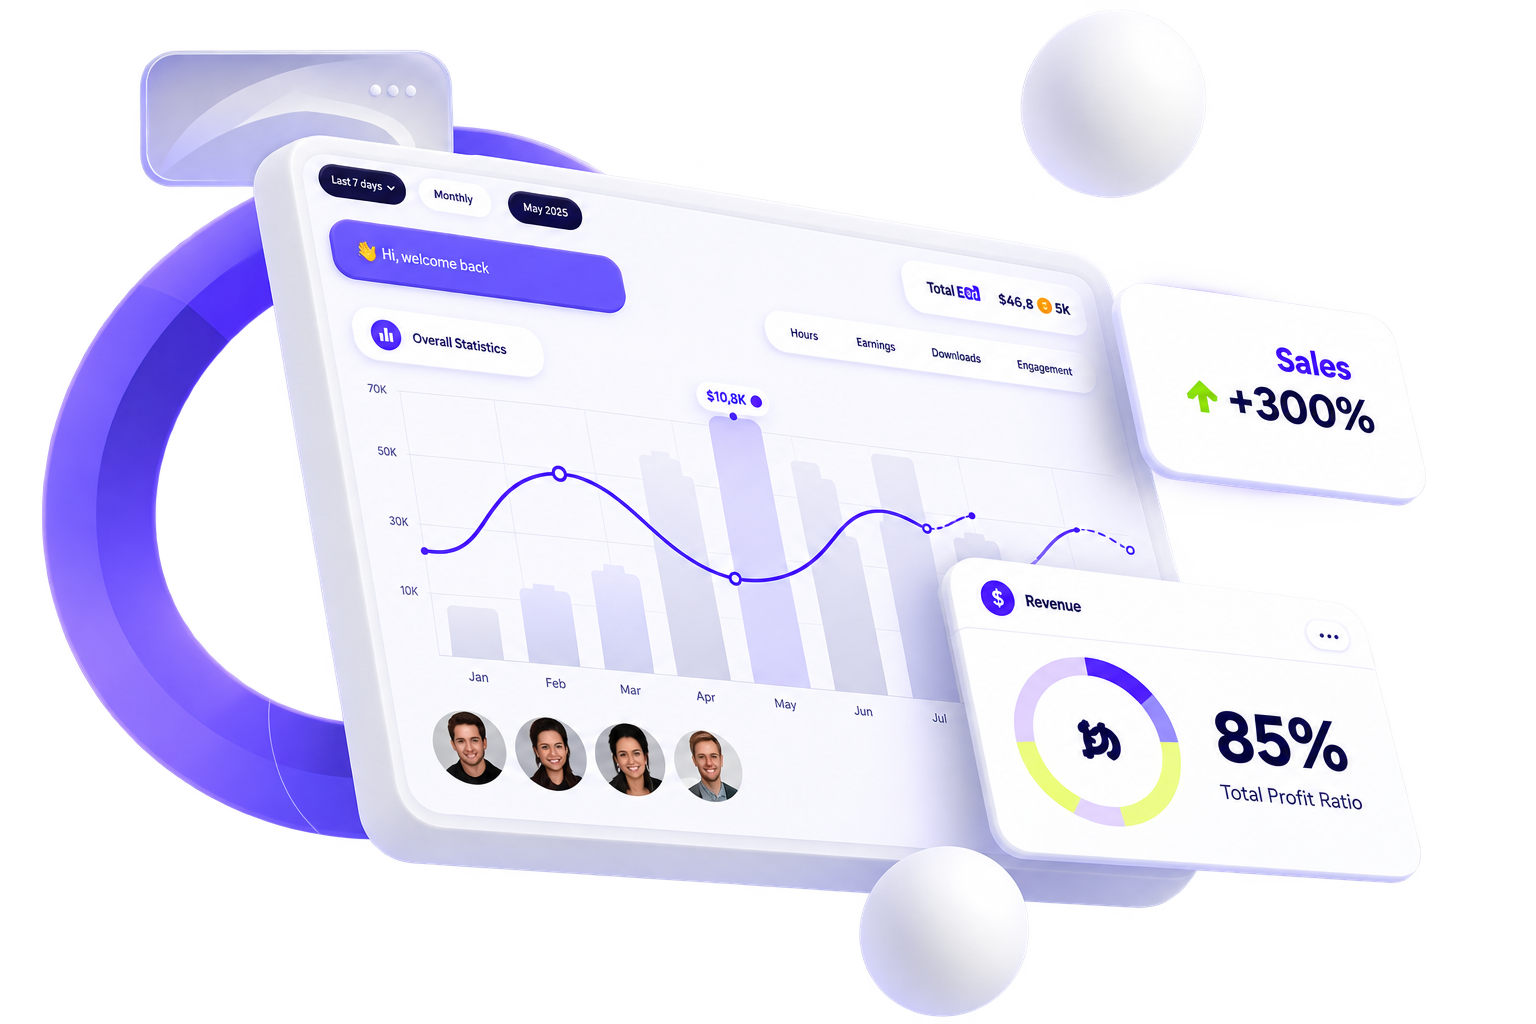 Last 7 days
Monthly
May 2025
👋 Hi, welcome back
Total
$46,8 5K
Overall Statistics
Hours
Earnings
Downloads
Engagement
Sales
+300%
$10,8K
70K
50K
30K
10K
Jan
Feb
Mar
Apr
May
Jun
Jul
$ Revenue
85%
Total Profit Ratio